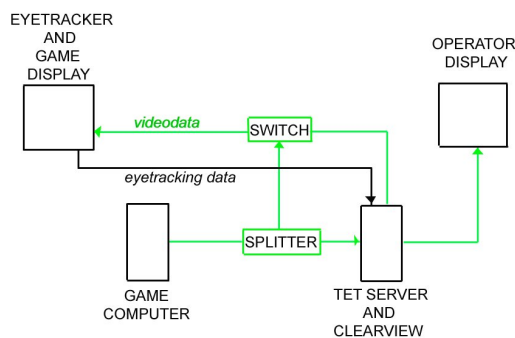 EYETRACKER
AND
GAME
DISPLAY
OPERATOR
DISPLAY
videodata
SWITCH
eyetracking data
SPLITTER
GAME
COMPUTER
TET SERVER
AND
CLEARVIEW